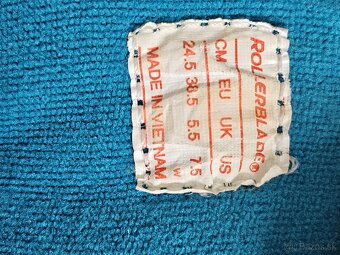 ROLLERBLADE®
CM EU UK US
24.5 38.5 5.5 7.5
W
MADE IN VIETNAM